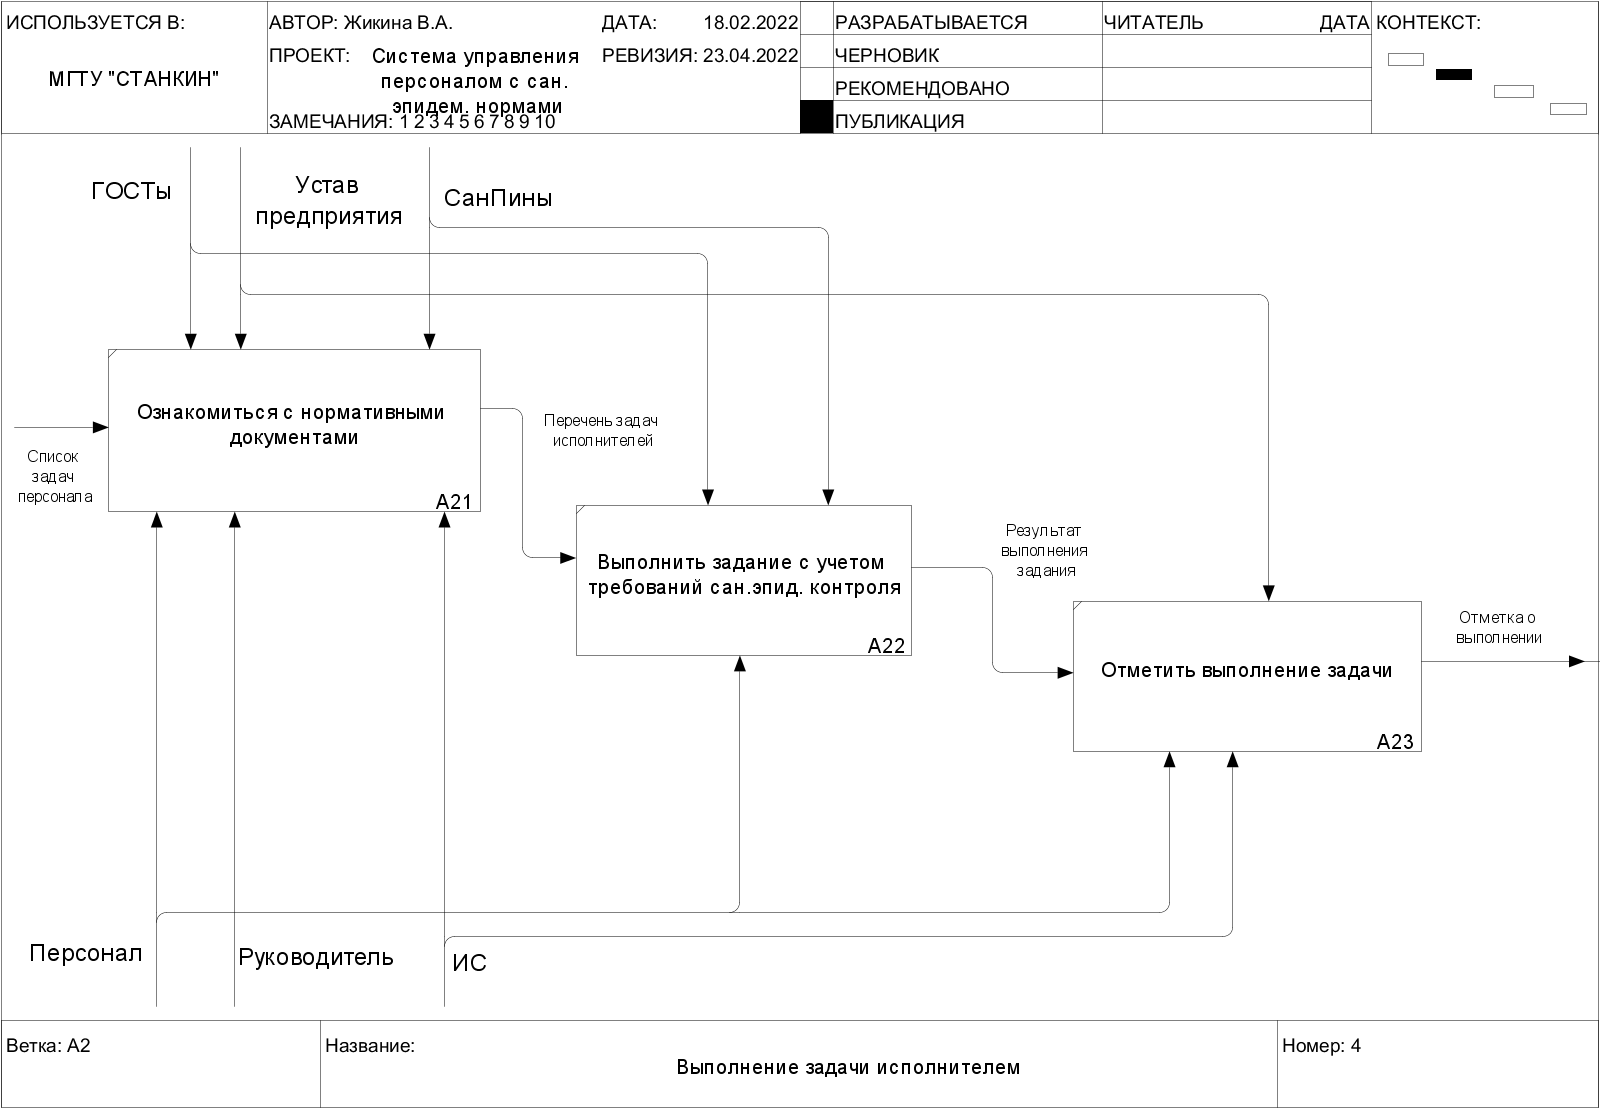 ИСПОЛЬЗУЕТСЯ В:
МГТУ "СТАНКИН"
АВТОР: Жикина В.А.
ДАТА: 18.02.2022
ПРОЕКТ: Система управления
персоналом с сан.
эпидем. нормами
РЕВИЗИЯ: 23.04.2022
ЗАМЕЧАНИЯ: 1 2 3 4 5 6 7 8 9 10
РАЗРАБАТЫВАЕТСЯ
ЧЕРНОВИК
РЕКОМЕНДОВАНО
ПУБЛИКАЦИЯ
ЧИТАТЕЛЬ
ДАТА
КОНТЕКСТ:
ГОСТы
Устав
предприятия
СанПины
Ознакомиться с нормативными
документами
A21
Список
задач
персонала
Перечень задач
исполнителей
Выполнить задание с учетом
требований сан.эпид. контроля
A22
Результат
выполнения
задания
Отметить выполнение задачи
A23
Отметка о
выполнении
Персонал
Руководитель
ИС
Ветка: A2
Название:
Выполнение задачи исполнителем
Номер: 4